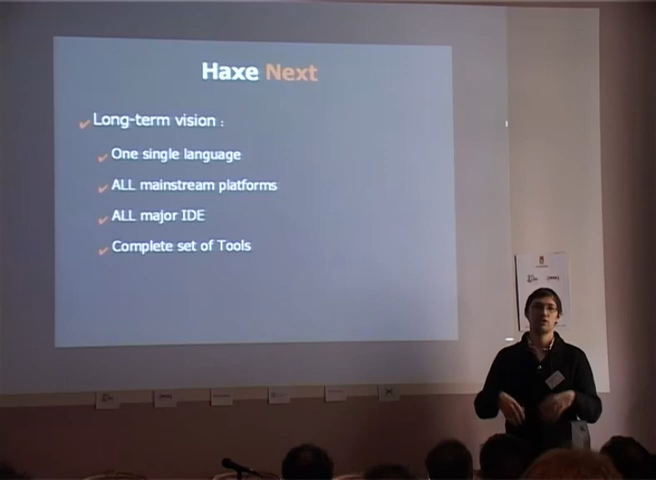 Haxe Next
Long-term vision :
One single language
ALL mainstream platforms
ALL major IDE
Complete set of Tools